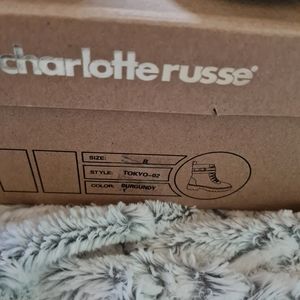 charlotte russe®
SIZE: 8
STYLE: TOKYO-02
COLOR: BURGUNDY